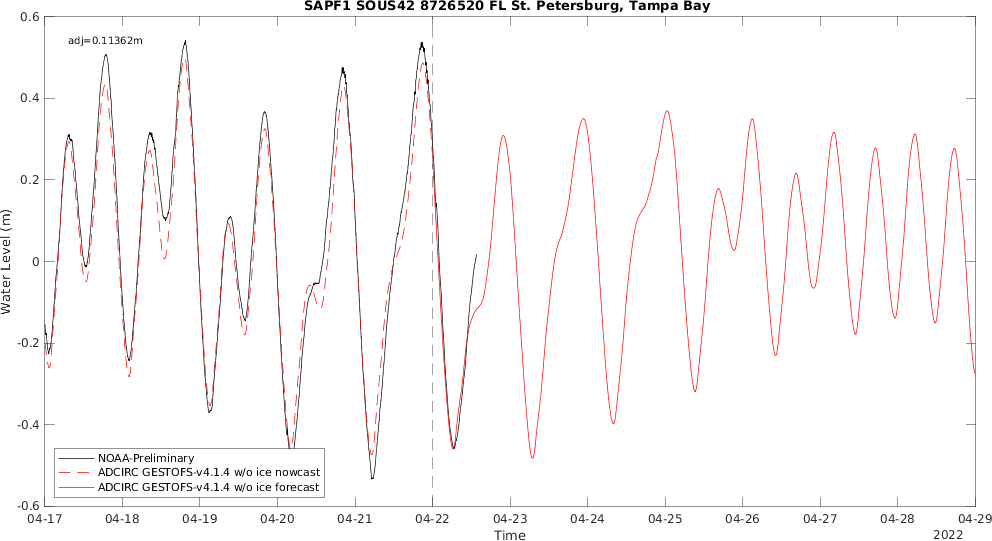 SAPF1 SOUS42 8726520 FL St. Petersburg, Tampa Bay
adj=0.11362m
Water Level (m)
0.6
0.4
0.2
0
-0.2
-0.4
-0.6
NOAA-Preliminary
ADCIRC GESTOFS-v4.1.4 w/o ice nowcast
ADCIRC GESTOFS-v4.1.4 w/o ice forecast
04-17 04-18 04-19 04-20 04-21 04-22 04-23 04-24 04-25 04-26 04-27 04-28 04-29
Time
2022